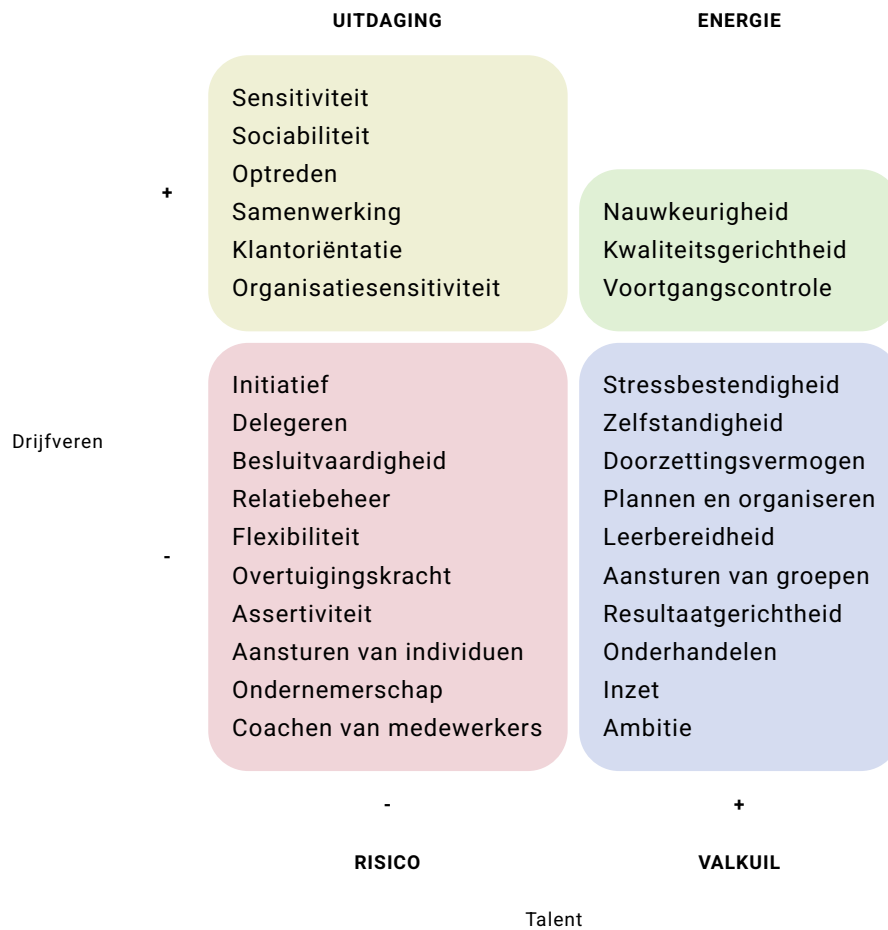 UITDAGING
ENERGIE
Sensitiviteit
Sociabiliteit
Optreden
Samenwerking
Klantoriëntatie
Organisatiesensitiviteit
+
Nauwkeurigheid
Kwaliteitsgerichtheid
Voortgangscontrole
Drijfveren
-
Initiatief
Delegeren
Besluitvaardigheid
Relatiebeheer
Flexibiliteit
Overtuigingskracht
Assertiviteit
Aansturen van individuen
Ondernemerschap
Coachen van medewerkers
Stressbestendigheid
Zelfstandigheid
Doorzettingsvermogen
Plannen en organiseren
Leerbereidheid
Aansturen van groepen
Resultaatgerichtheid
Onderhandelen
Inzet
Ambitie
-
+
RISICO
VALKUIL
Talent